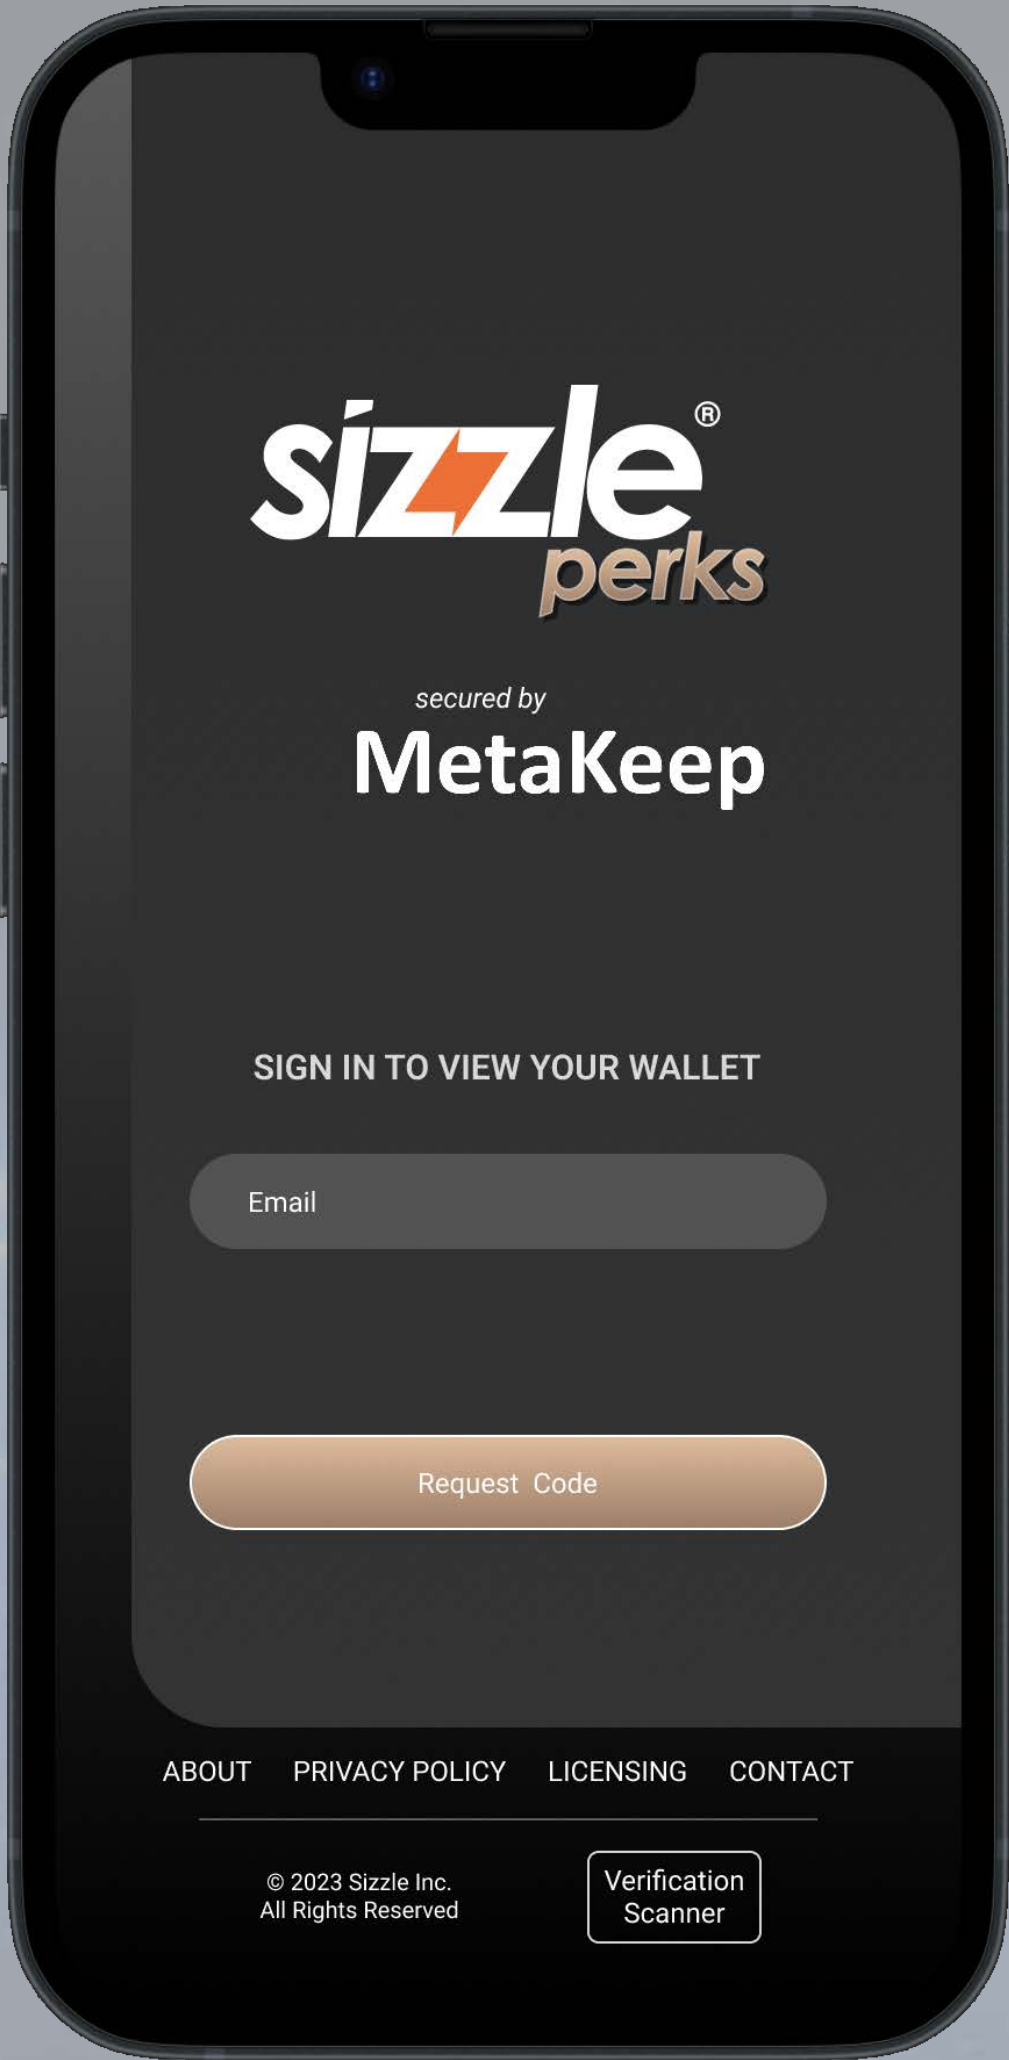 sizzle®
perks
secured by
MetaKeep
SIGN IN TO VIEW YOUR WALLET
Email
Request Code
ABOUT PRIVACY POLICY LICENSING CONTACT
© 2023 Sizzle Inc.
All Rights Reserved
Verification
Scanner